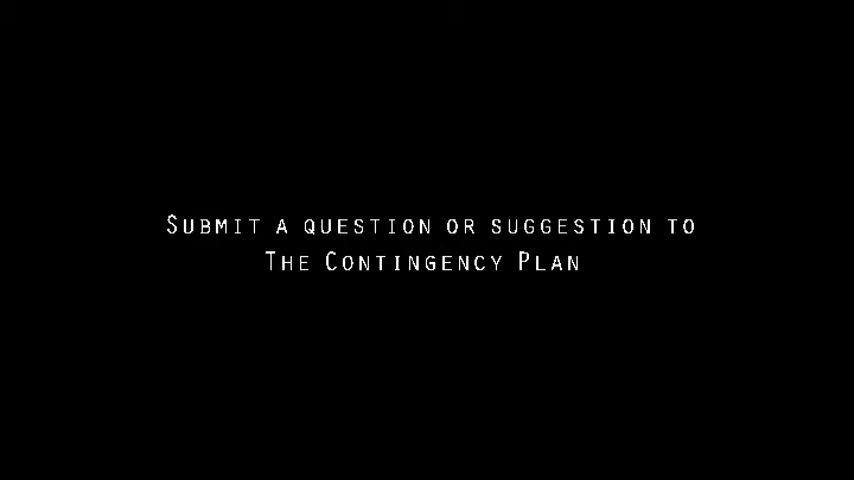 Submit a question or suggestion to
The Contingency Plan